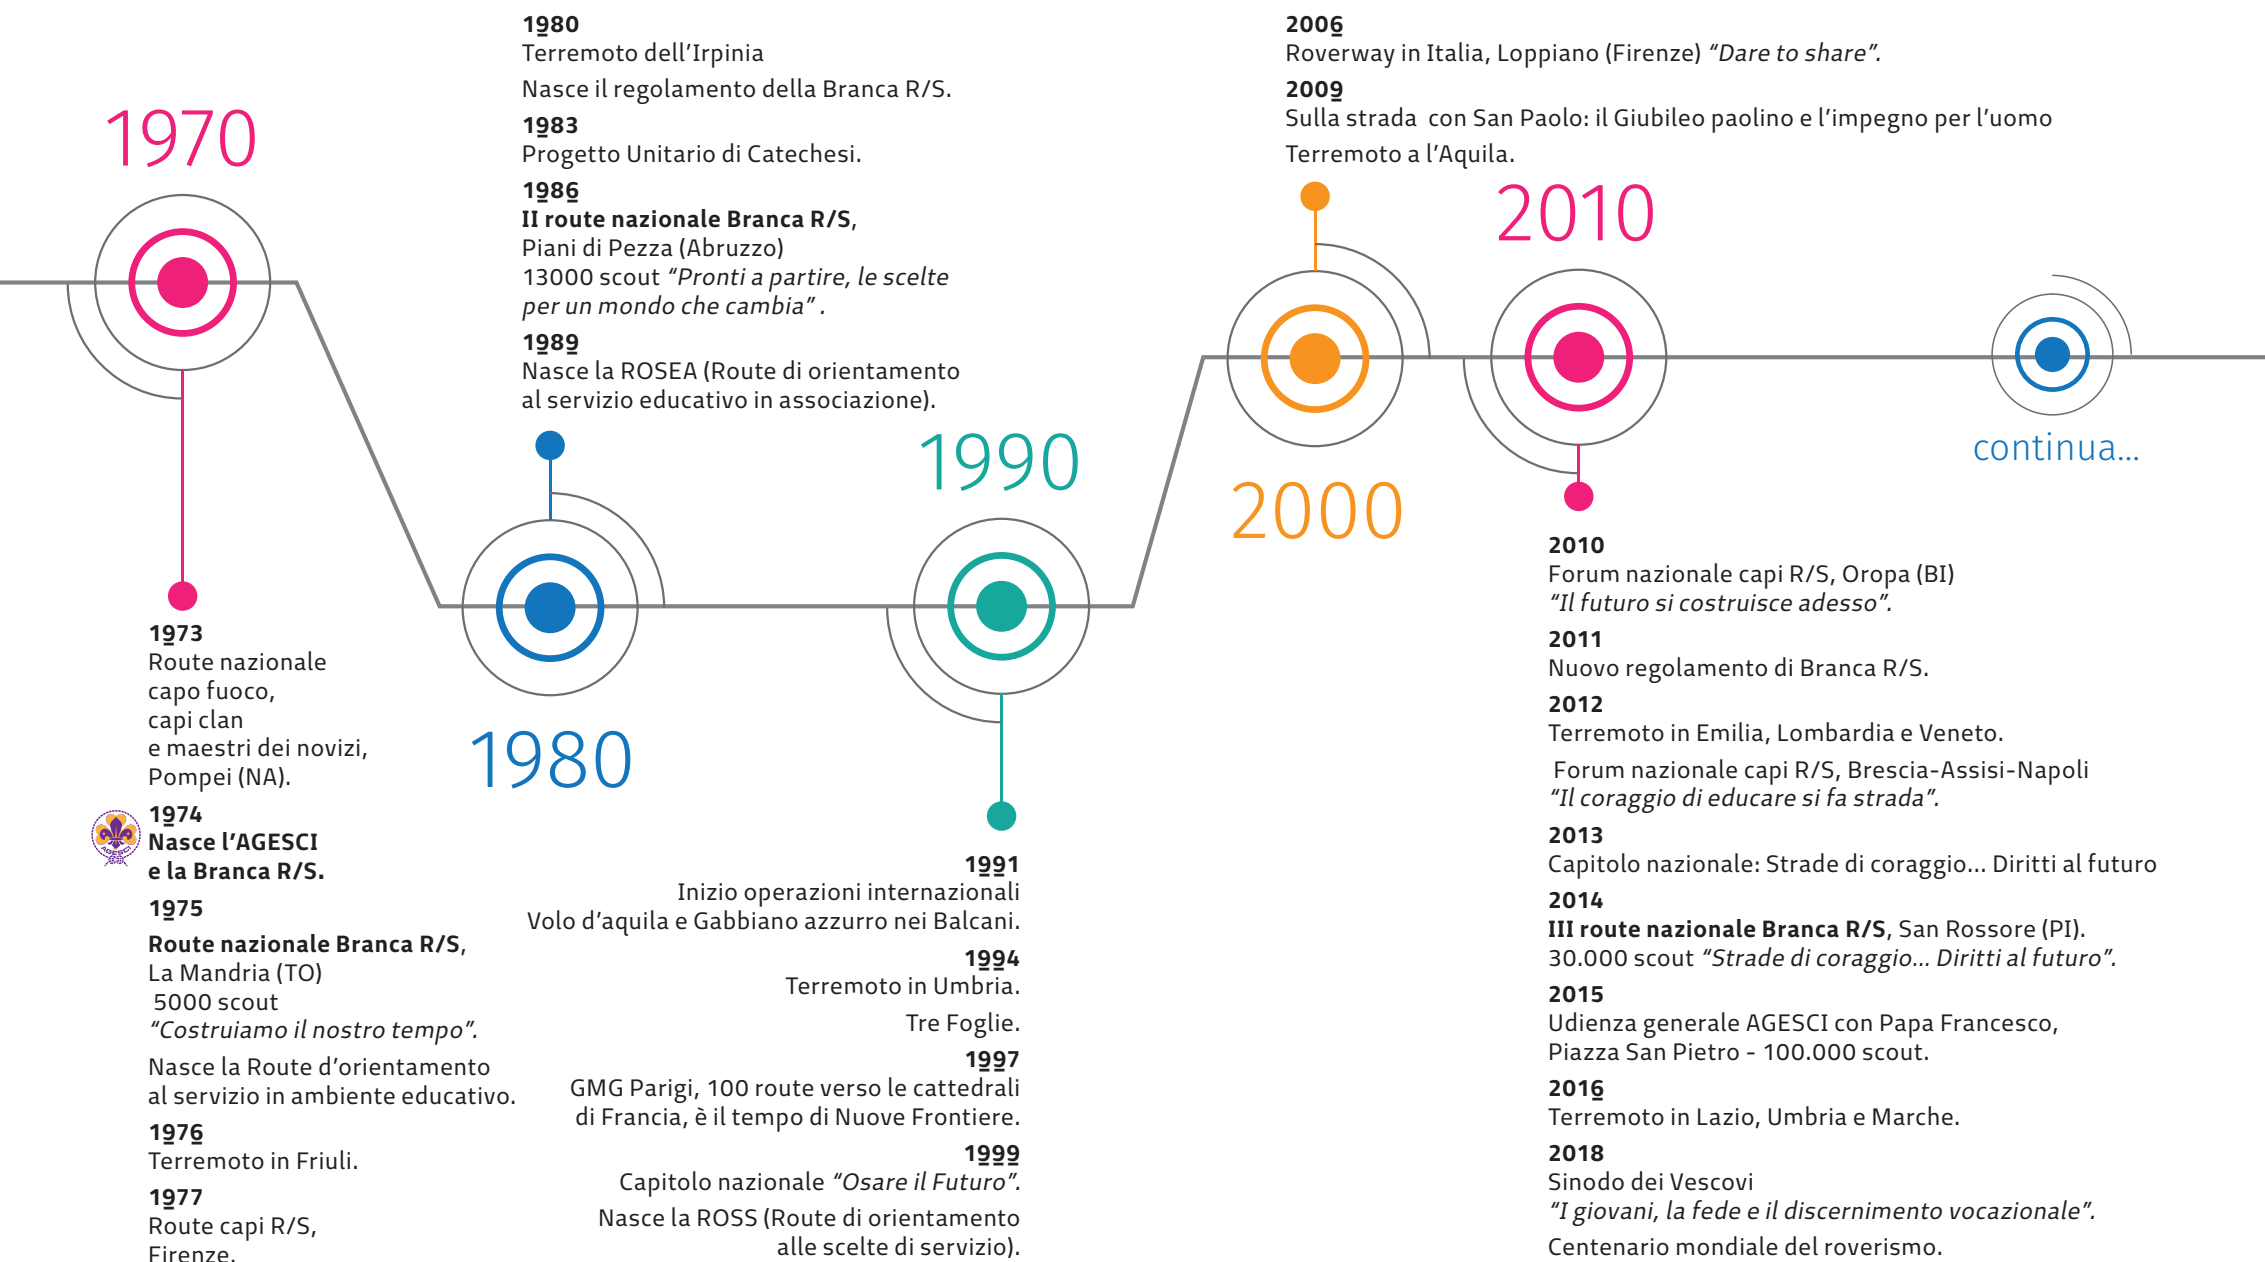 1970
1973
Route nazionale
capo fuoco,
capi clan
e maestri dei novizi,
Pompei (NA).
1974
Nasce l'AGESCI
e la Branca R/S.
AGESCI
1975
Route nazionale Branca R/S,
La Mandria (TO)
5000 scout
“Costruiamo il nostro tempo”.
Nasce la Route d'orientamento
al servizio in ambiente educativo.
1976
Terremoto in Friuli.
1977
Route capi R/S,
Firenze.
1980
Terremoto dell'Irpinia
Nasce il regolamento della Branca R/S.
1983
Progetto Unitario di Catechesi.
1986
II route nazionale Branca R/S,
Piani di Pezza (Abruzzo)
13000 scout “Pronti a partire, le scelte
per un mondo che cambia” .
1989
Nasce la ROSEA (Route di orientamento
al servizio educativo in associazione).
1980
1990
1991
Inizio operazioni internazionali
Volo d'aquila e Gabbiano azzurro nei Balcani.
1994
Terremoto in Umbria.
Tre Foglie.
1997
GMG Parigi, 100 route verso le cattedrali
di Francia, è il tempo di Nuove Frontiere.
1999
Capitolo nazionale “Osare il Futuro”.
Nasce la ROSS (Route di orientamento
alle scelte di servizio).
2006
Roverway in Italia, Loppiano (Firenze) “Dare to share”.
2009
Sulla strada con San Paolo: il Giubileo paolino e l'impegno per l'uomo
Terremoto a l'Aquila.
2000
2010
2010
Forum nazionale capi R/S, Oropa (BI)
“Il futuro si costruisce adesso”.
2011
Nuovo regolamento di Branca R/S.
2012
Terremoto in Emilia, Lombardia e Veneto.
Forum nazionale capi R/S, Brescia-Assisi-Napoli
“Il coraggio di educare si fa strada”.
2013
Capitolo nazionale: Strade di coraggio... Diritti al futuro
2014
III route nazionale Branca R/S, San Rossore (PI).
30.000 scout “Strade di coraggio... Diritti al futuro”.
2015
Udienza generale AGESCI con Papa Francesco,
Piazza San Pietro - 100.000 scout.
2016
Terremoto in Lazio, Umbria e Marche.
2018
Sinodo dei Vescovi
“I giovani, la fede e il discernimento vocazionale”.
Centenario mondiale del roverismo.
continua...